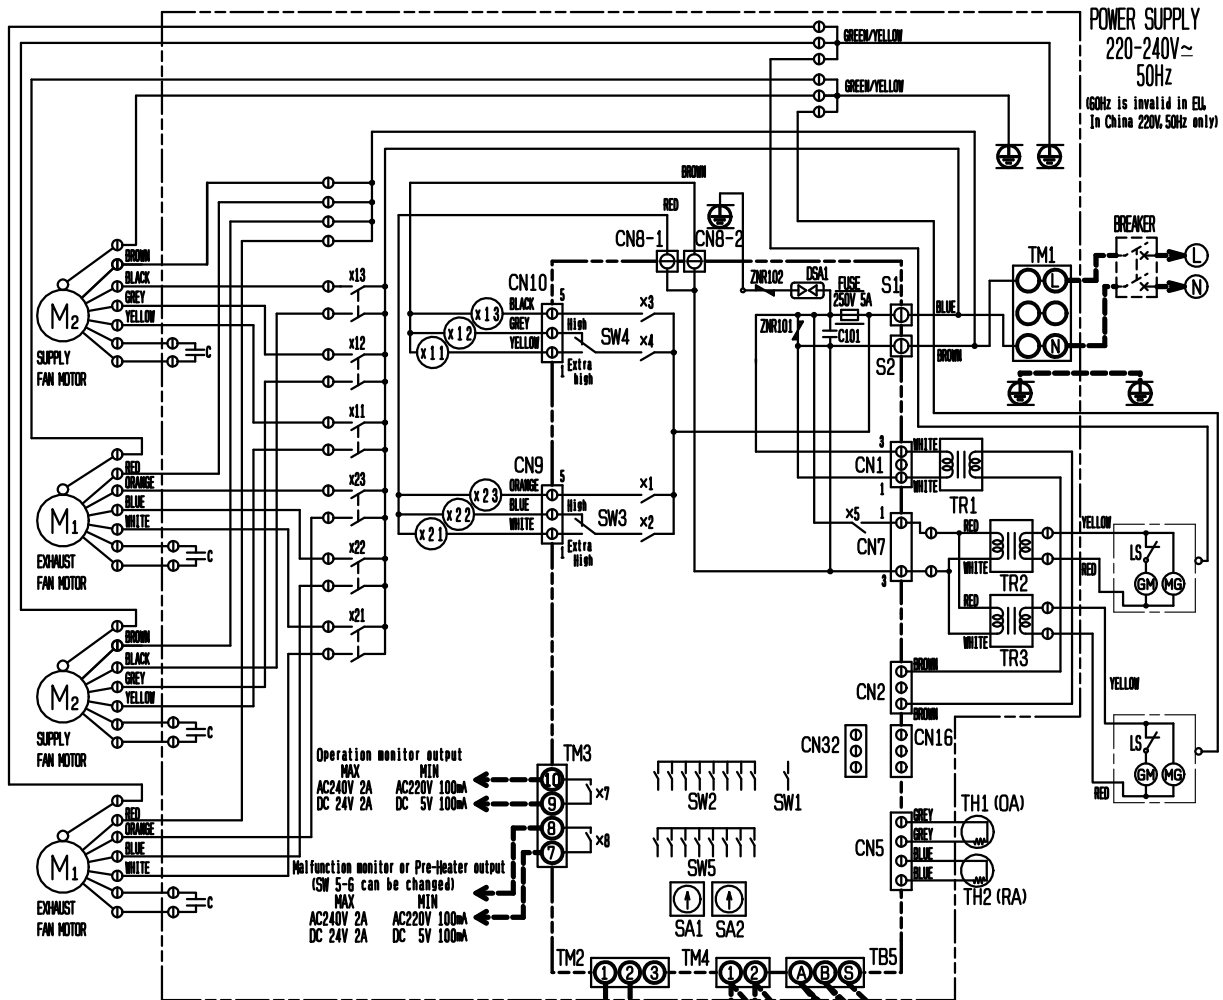 POWER SUPPLY
220-240V~
50Hz
(60Hz is invalid in EU,
In China 220V, 50Hz only)
GREEN/YELLOW
GREEN/YELLOW
BROWN
RED
CN8-1
CN8-2
BREAKER
TM1
L
N
L
N
ZNR102
DSA1
FUSE
250V 5A
S1
BLUE
ZNR101
C101
S2
BROWN
BROWN
BLACK
GREY
YELLOW
M2
C
SUPPLY
FAN MOTOR
x13
x12
x11
x23
x22
x21
CN10
5
BLACK
GREY
YELLOW
x13
x12
x11
High
SW4
Extra
high
1
x3
x4
RED
ORANGE
BLUE
WHITE
M1
C
EXHAUST
FAN MOTOR
CN9
5
ORANGE
BLUE
WHITE
x23
x22
x21
High
SW3
Extra
High
1
x1
x2
3
CN1
1
WHITE
WHITE
TR1
x5
1
CN7
3
RED
WHITE
TR2
RED
WHITE
TR3
YELLOW
RED
LS
GM
MG
BROWN
CN2
BROWN
YELLOW
RED
LS
GM
MG
BROWN
BLACK
GREY
YELLOW
M2
C
SUPPLY
FAN MOTOR
CN32
CN16
Operation monitor output
MAX MIN
AC240V 2A AC220V 100mA
DC 24V 2A DC 5V 100mA
TM3
10
9
8
7
x7
x8
SW2
SW1
SW5
SA1
SA2
GREY
GREY
BLUE
BLUE
CN5
TH1 (OA)
TH2 (RA)
RED
ORANGE
BLUE
WHITE
M1
C
EXHAUST
FAN MOTOR
Malfunction monitor or Pre-Heater output
(SW 5-6 can be changed)
MAX MIN
AC240V 2A AC220V 100mA
DC 24V 2A DC 5V 100mA
TM2
1 2 3
TM4
1 2
A B S
TB5